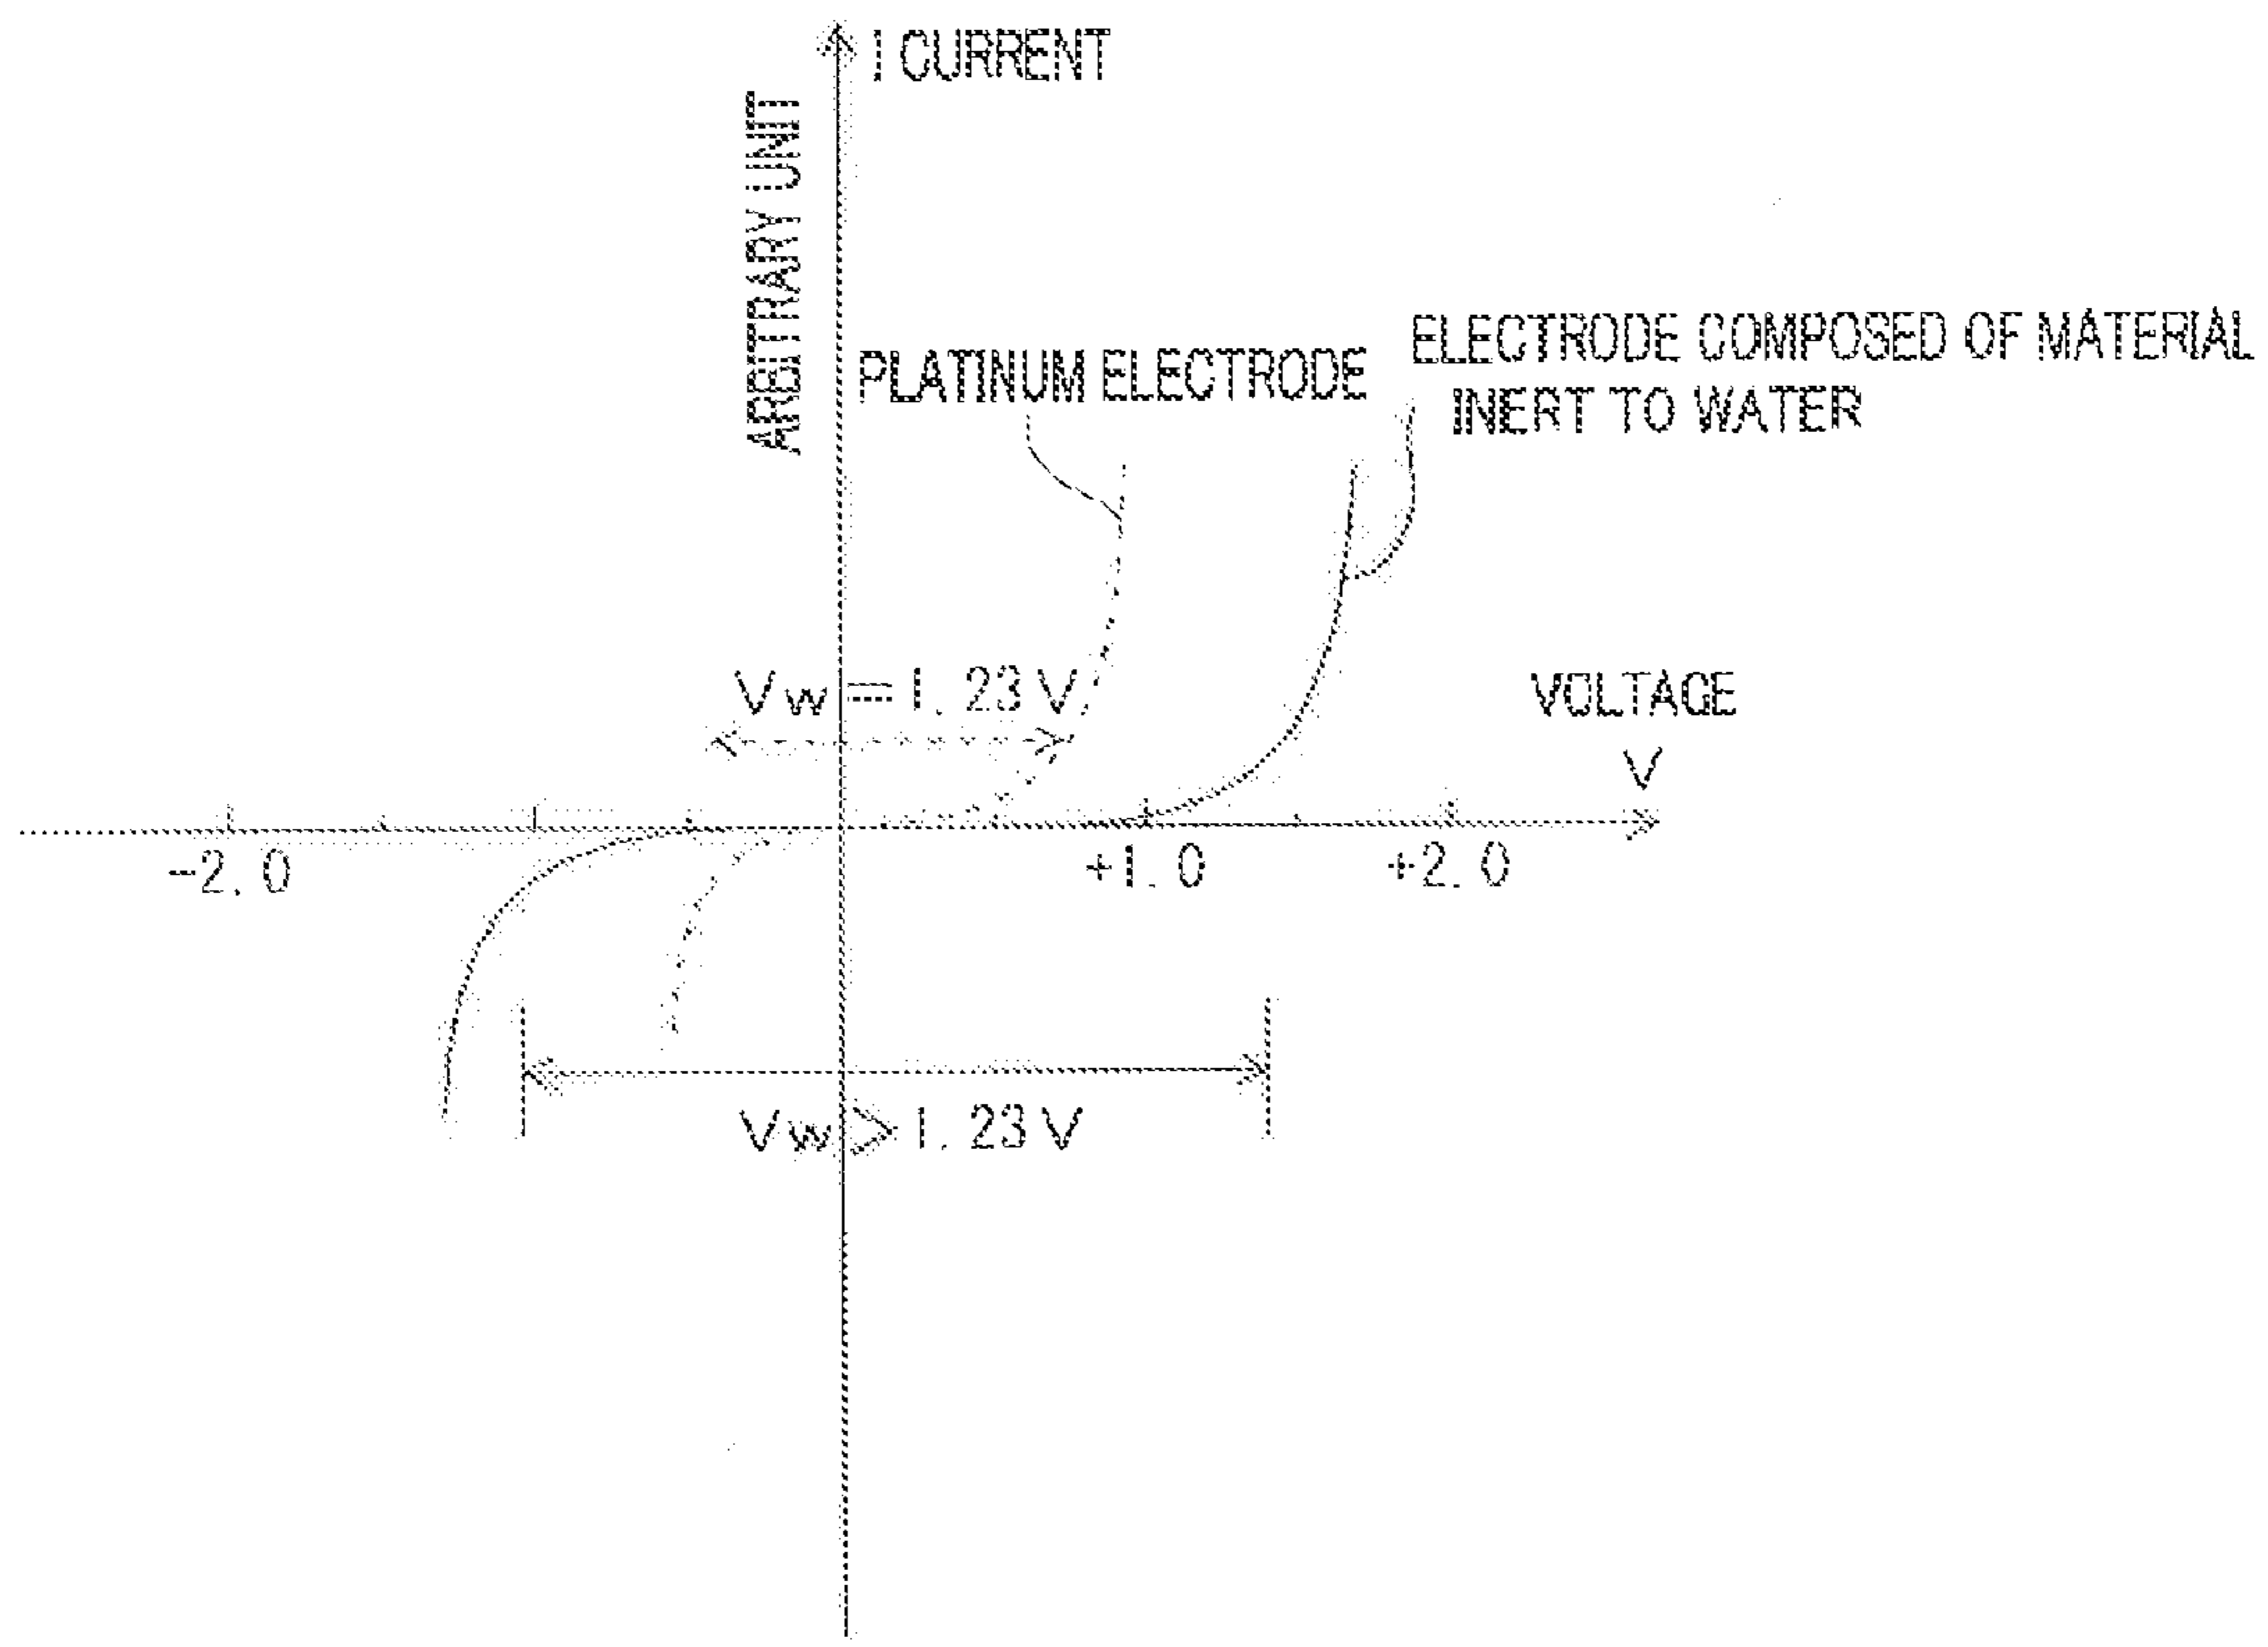 I CURRENT
ARBITRARY UNIT
PLATINUM ELECTRODE
ELECTRODE COMPOSED OF MATERIAL
INERT TO WATER
Vw=1.23V
VOLTAGE
V
-2.0
+1.0
+2.0
Vw>1.23V